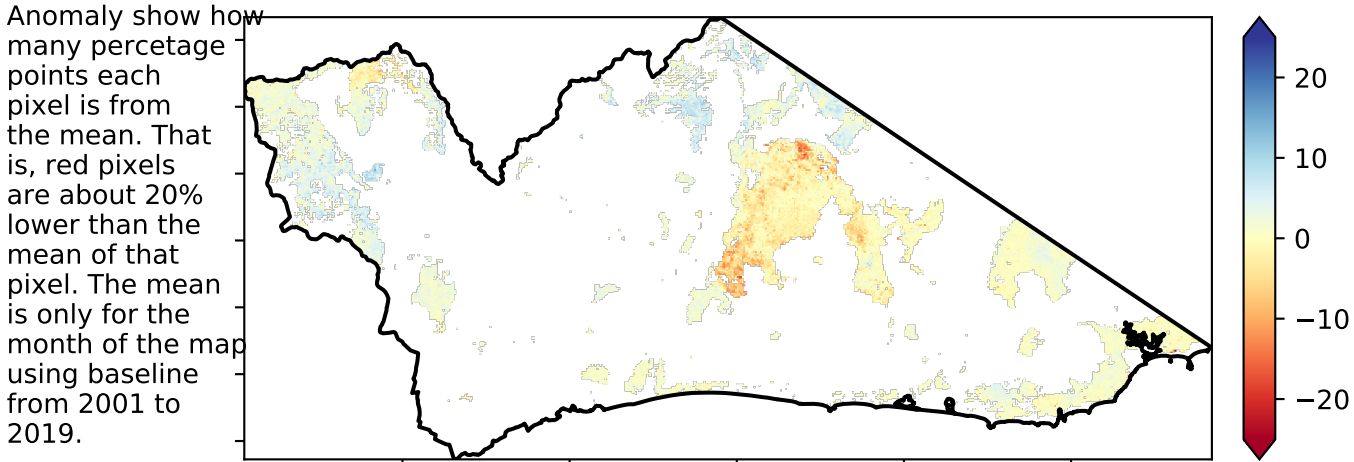 Anomaly show how
many percetage
points each
pixel is from
the mean. That
is, red pixels
are about 20%
lower than the
mean of that
pixel. The mean
is only for the
month of the map
using baseline
from 2001 to
2019.
20
10
0
−10
−20